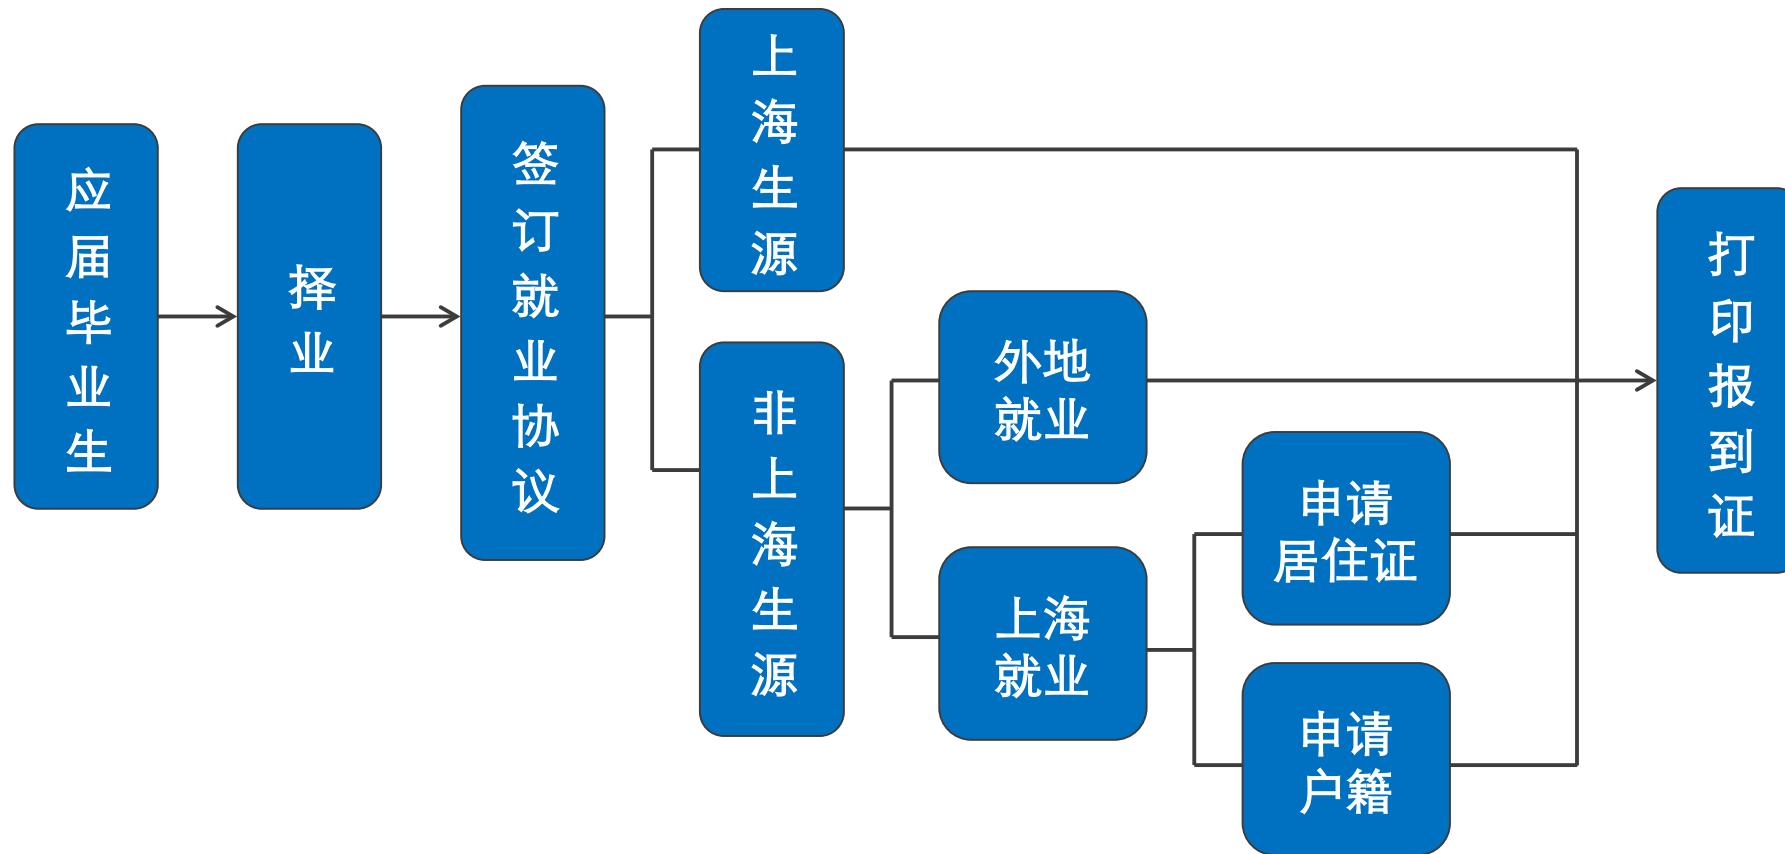 应届毕业生
择业
签订就业协议
上海生源
非上海生源
外地
就业
上海
就业
申请
居住证
申请
户籍
打印报到证